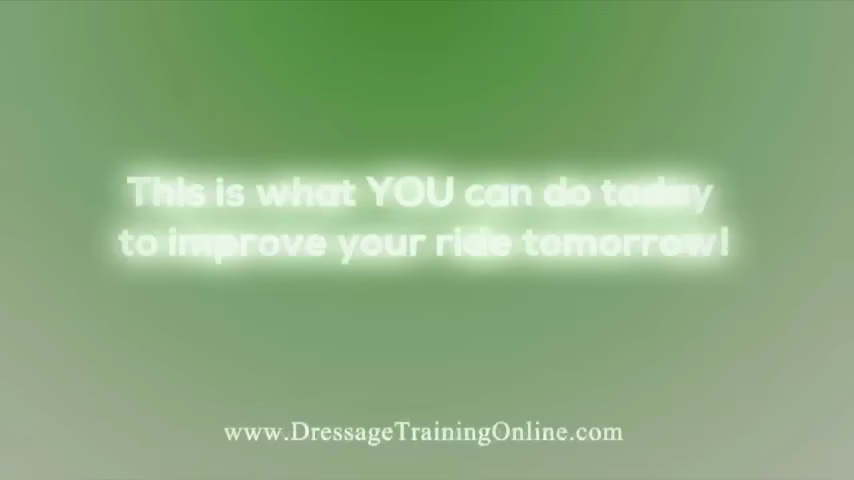 This is what YOU can do today
to improve your ride tomorrow!
www.DressageTrainingOnline.com